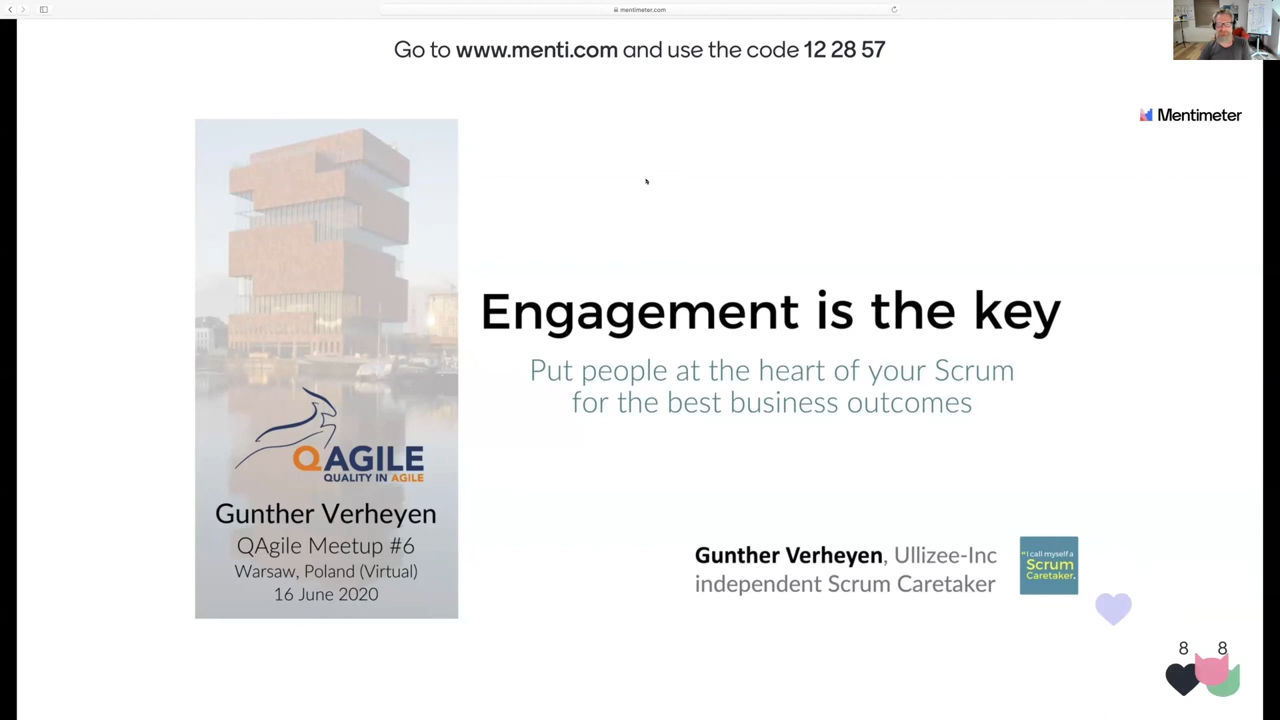 mentimeter.com
Go to www.menti.com and use the code 12 28 57
Mentimeter
Engagement is the key
Put people at the heart of your Scrum
for the best business outcomes
QAGILE
QUALITY IN AGILE
Gunther Verheyen
QAgile Meetup #6
Warsaw, Poland (Virtual)
16 June 2020
Gunther Verheyen, Ullizee-Inc
independent Scrum Caretaker
"I call myself a
Scrum
Caretaker.
8 8